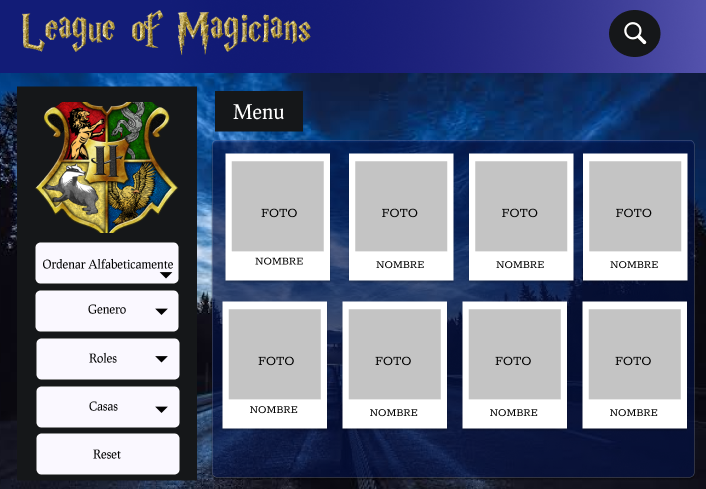 League of Magicians
Menu
H
Ordenar Alfabeticamente
Genero
Roles
Casas
Reset
FOTO
NOMBRE
FOTO
NOMBRE
FOTO
NOMBRE
FOTO
NOMBRE
FOTO
NOMBRE
FOTO
NOMBRE
FOTO
NOMBRE
FOTO
NOMBRE